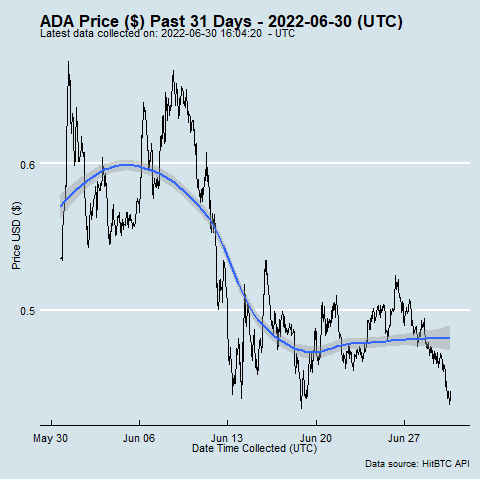 ADA Price ($) Past 31 Days - 2022-06-30 (UTC)
Latest data collected on: 2022-06-30 16:04:20 - UTC
Price USD ($)
0.6
0.5
May 30 Jun 06 Jun 13 Jun 20 Jun 27
Date Time Collected (UTC)
Data source: HitBTC API